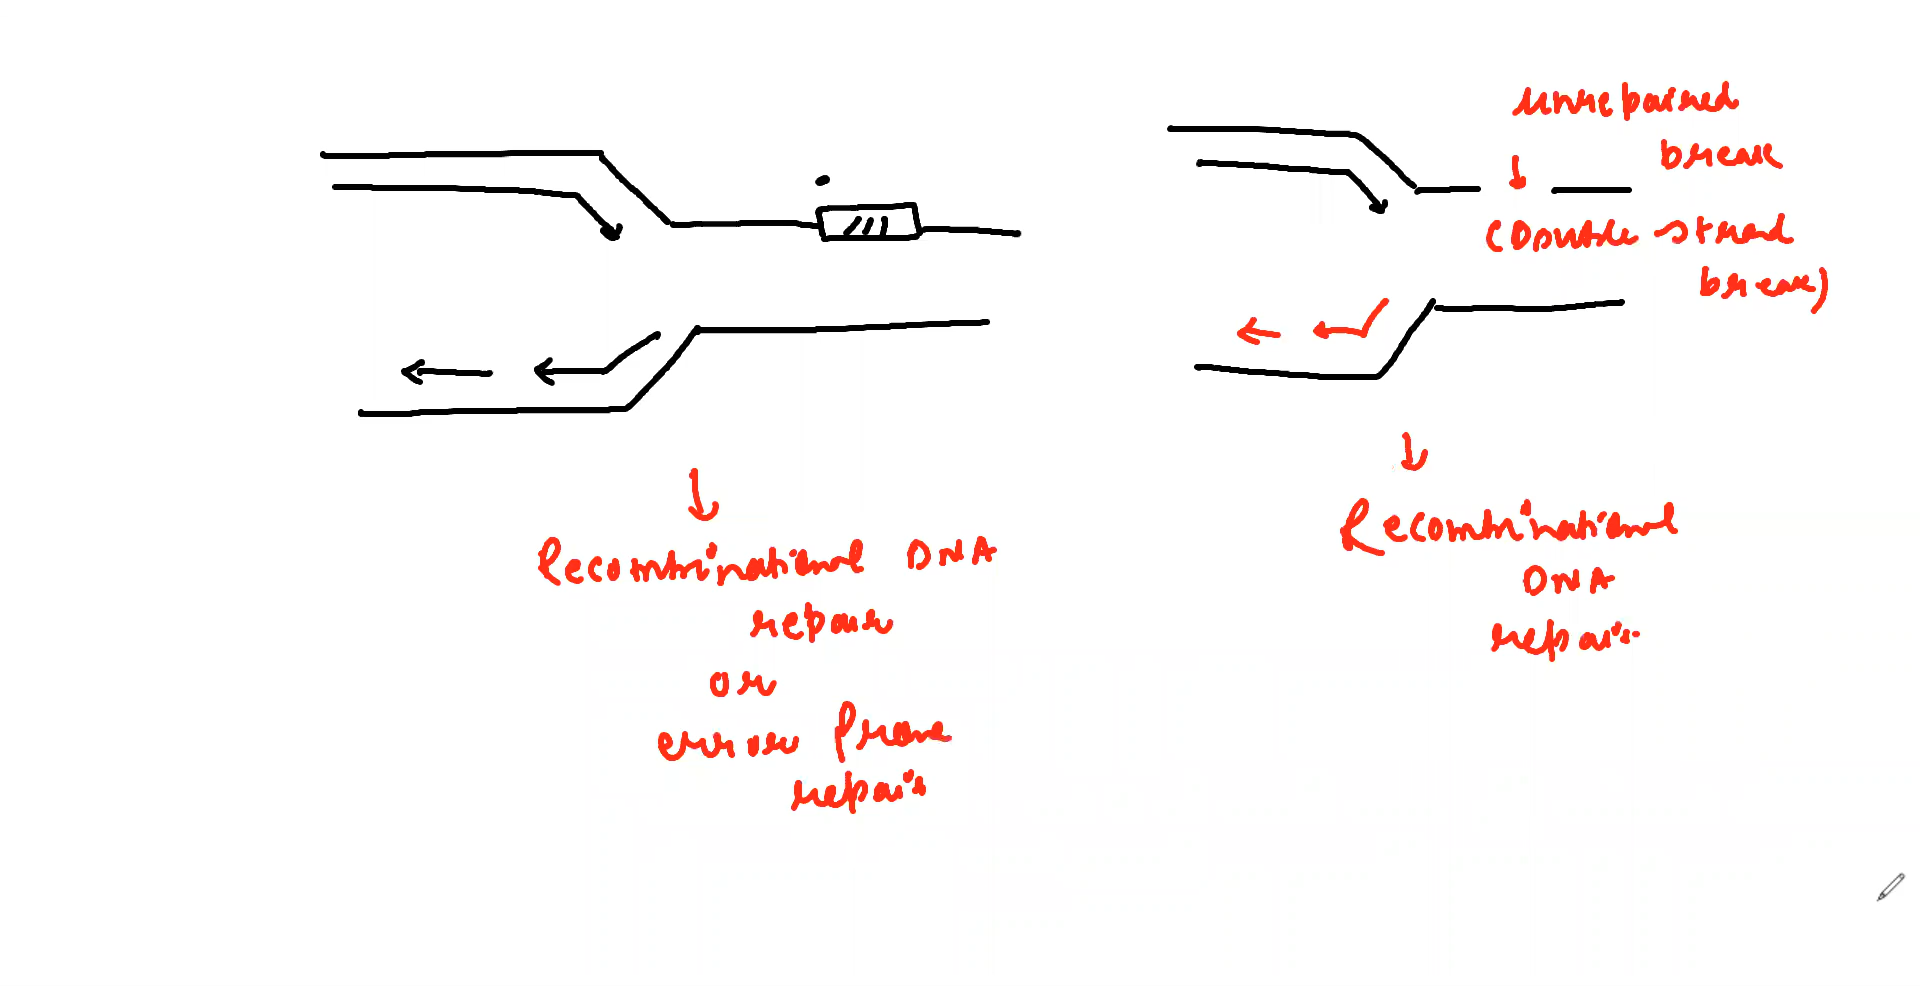 unrepaired
break
(Double strand
break)
Recombinational DNA
repair
or
error prone
repair
Recombinational
DNA
repair